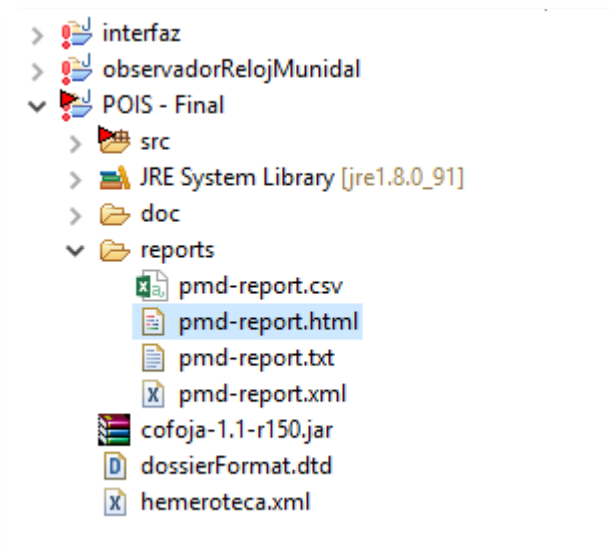 interfaz
observadorRelojMunidal
POIS - Final
src
JRE System Library [jre1.8.0_91]
doc
reports
pmd-report.csv
pmd-report.html
pmd-report.txt
pmd-report.xml
cofoja-1.1-r150.jar
dossierFormat.dtd
hemeroteca.xml